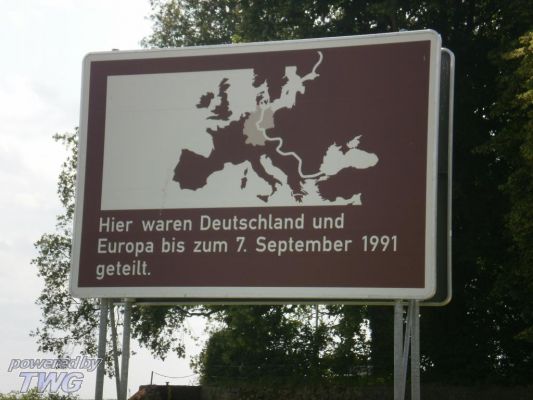 Hier waren Deutschland und
Europa bis zum 7. September 1991
geteilt.
powered by
TWG